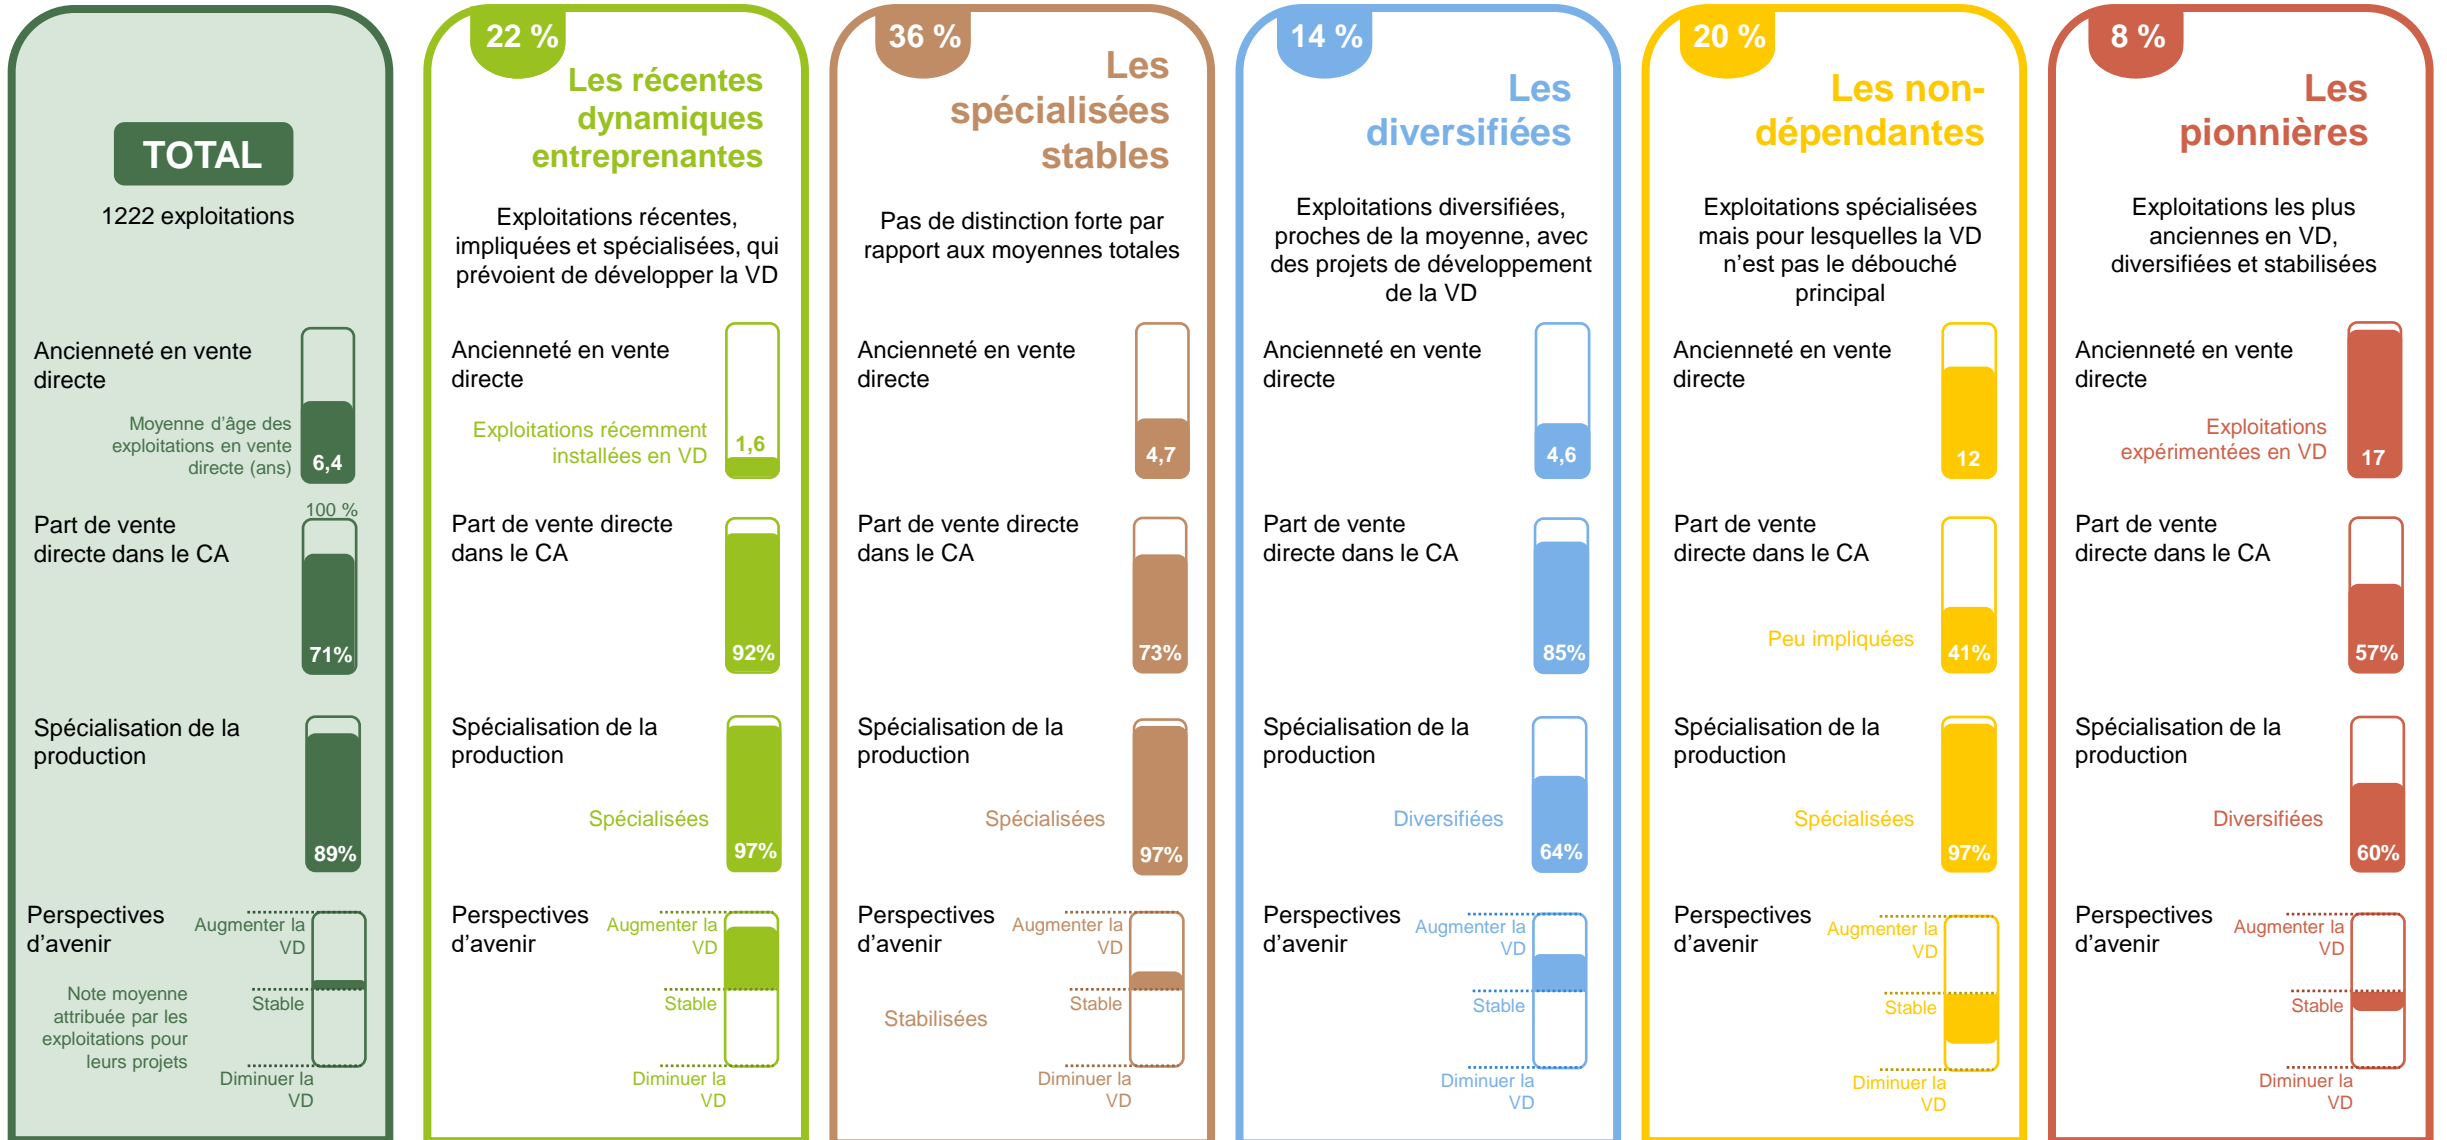 TOTAL
1222 exploitations
Ancienneté en vente
directe
Moyenne d'âge des
exploitations en vente
directe (ans)
6,4
Part de vente
directe dans le CA
100 %
71%
Spécialisation de la
production
89%
Perspectives
d'avenir
Augmenter la
VD
Note moyenne
attribuée par les
exploitations pour
leurs projets
Stable
Diminuer la
VD
22 %
Les récentes
dynamiques
entreprenantes
Exploitations récentes,
impliquées et spécialisées, qui
prévoient de développer la VD
Ancienneté en vente
directe
Exploitations récemment
installées en VD
1,6
Part de vente directe
dans le CA
92%
Spécialisation de la
production
Spécialisées
97%
Perspectives
d'avenir
Augmenter la
VD
Stable
Diminuer la
VD
36 %
Les
spécialisées
stables
Pas de distinction forte par
rapport aux moyennes totales
Ancienneté en vente
directe
4,7
Part de vente directe
dans le CA
73%
Spécialisation de la
production
Spécialisées
97%
Perspectives
d'avenir
Augmenter la
VD
Stable
Stabilisées
Diminuer la
VD
14 %
Les
diversifiées
Exploitations diversifiées,
proches de la moyenne, avec
des projets de développement
de la VD
Ancienneté en vente
directe
4,6
Part de vente
directe dans le CA
85%
Spécialisation de la
production
Diversifiées
64%
Perspectives
d'avenir
Augmenter la
VD
Stable
Diminuer la
VD
20 %
Les non-
dépendantes
Exploitations spécialisées
mais pour lesquelles la VD
n'est pas le débouché
principal
Ancienneté en vente
directe
12
Part de vente
directe dans le CA
Peu impliquées
41%
Spécialisation de la
production
Spécialisées
97%
Perspectives
d'avenir
Augmenter la
VD
Stable
Diminuer la
VD
8 %
Les
pionnières
Exploitations les plus
anciennes en VD,
diversifiées et stabilisées
Ancienneté en vente
directe
Exploitations
expérimentées en VD
17
Part de vente
directe dans le CA
57%
Spécialisation de la
production
Diversifiées
60%
Perspectives
d'avenir
Augmenter la
VD
Stable
Diminuer la
VD